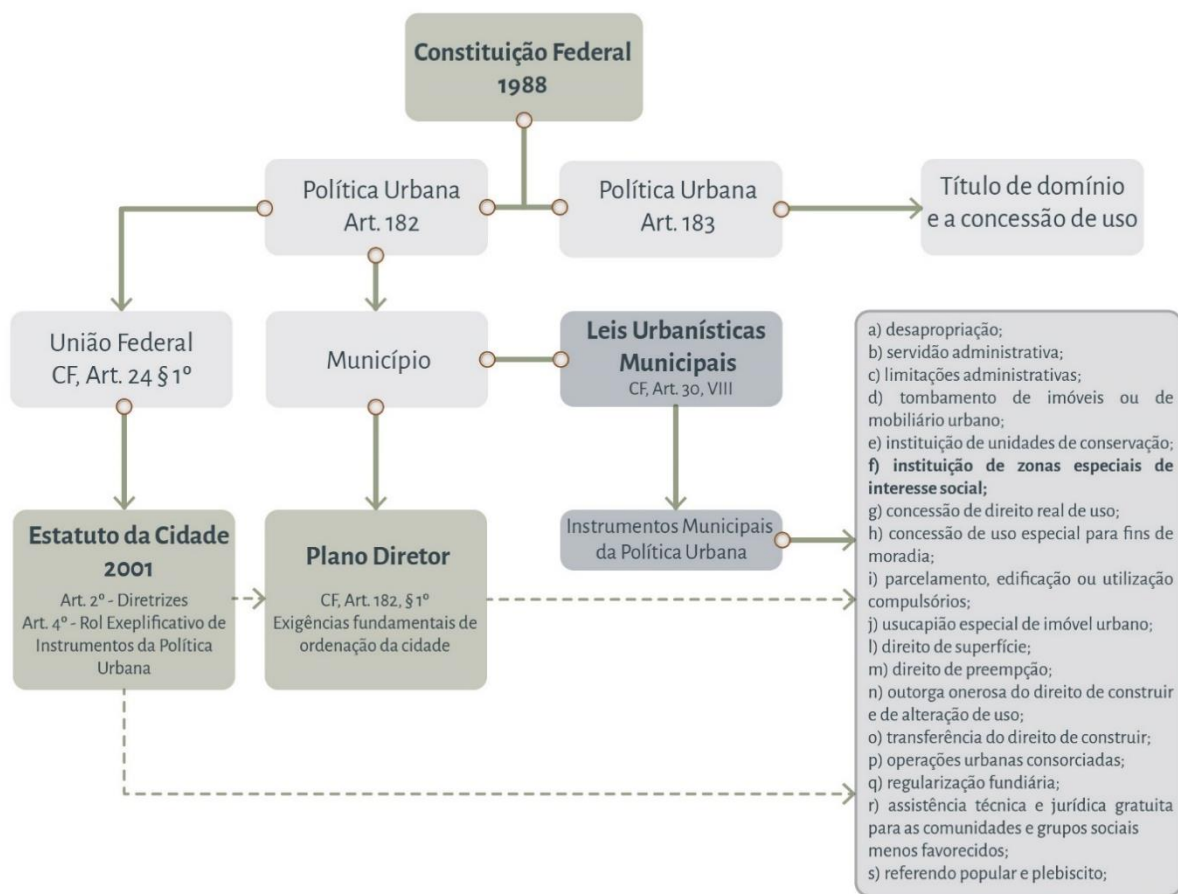 Constituição Federal
1988
Política Urbana
Art. 182
Política Urbana
Art. 183
Título de domínio
e a concessão de uso
União Federal
CF, Art. 24 § 1º
Município
Leis Urbanísticas
Municipais
CF, Art. 30, VIII
Estatuto da Cidade
2001
Art. 2º - Diretrizes
Art. 4º - Rol Exeplificativo de
Instrumentos da Política
Urbana
Plano Diretor
CF, Art. 182, § 1º
Exigências fundamentais de
ordenação da cidade
Instrumentos Municipais
da Política Urbana
a) desapropriação;
b) servidão administrativa;
c) limitações administrativas;
d) tombamento de imóveis ou de
mobiliário urbano;
e) instituição de unidades de conservação;
f) instituição de zonas especiais de
interesse social;
g) concessão de direito real de uso;
h) concessão de uso especial para fins de
moradia;
i) parcelamento, edificação ou utilização
compulsórios;
j) usucapião especial de imóvel urbano;
l) direito de superfície;
m) direito de preempção;
n) outorga onerosa do direito de construir
e de alteração de uso;
o) transferência do direito de construir;
p) operações urbanas consorciadas;
q) regularização fundiária;
r) assistência técnica e jurídica gratuita
para as comunidades e grupos sociais
menos favorecidos;
s) referendo popular e plebiscito;